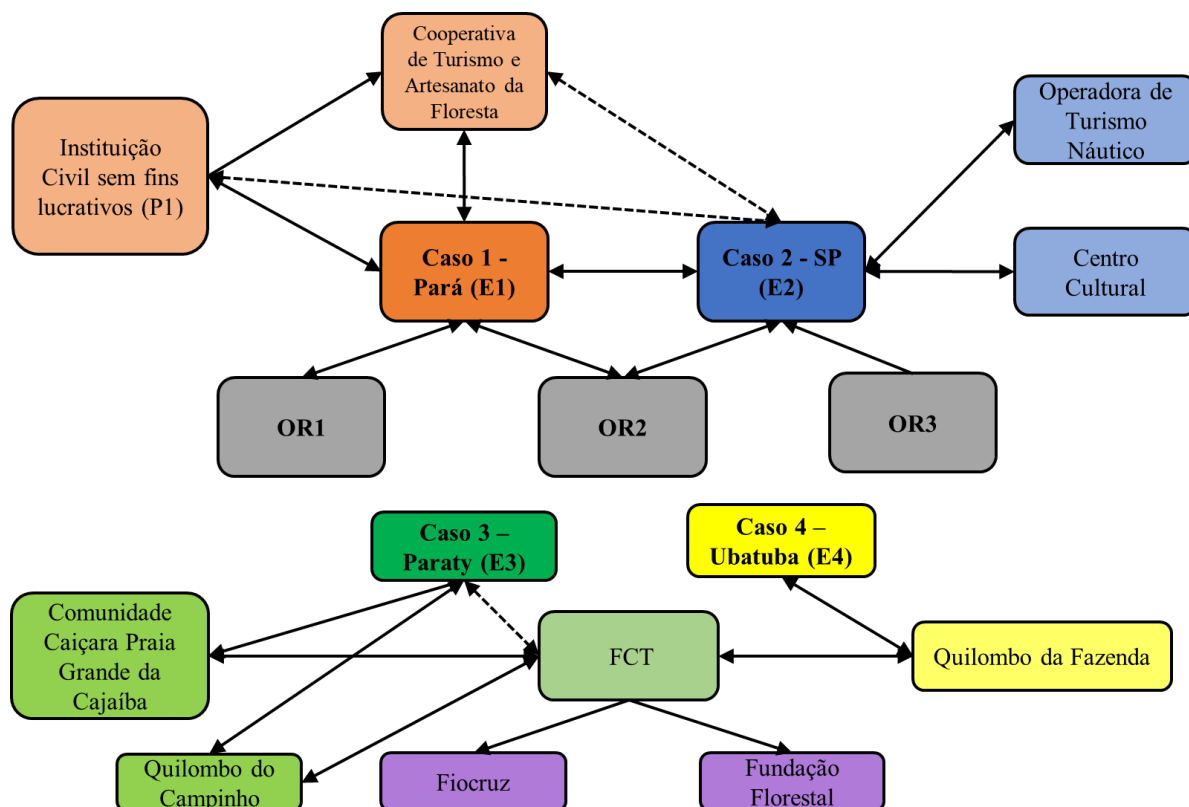 Cooperativa
de Turismo e
Artesanato da
Floresta
Instituição
Civil sem fins
lucrativos (P1)
Operadora de
Turismo
Náutico
Caso 1 -
Pará (E1)
Caso 2 - SP
(E2)
Centro
Cultural
OR1
OR2
OR3
Caso 3 –
Paraty (E3)
Caso 4 –
Ubatuba (E4)
Comunidade
Caiçara Praia
Grande da
Cajaíba
FCT
Quilombo da Fazenda
Quilombo do
Campinho
Fiocruz
Fundação
Florestal